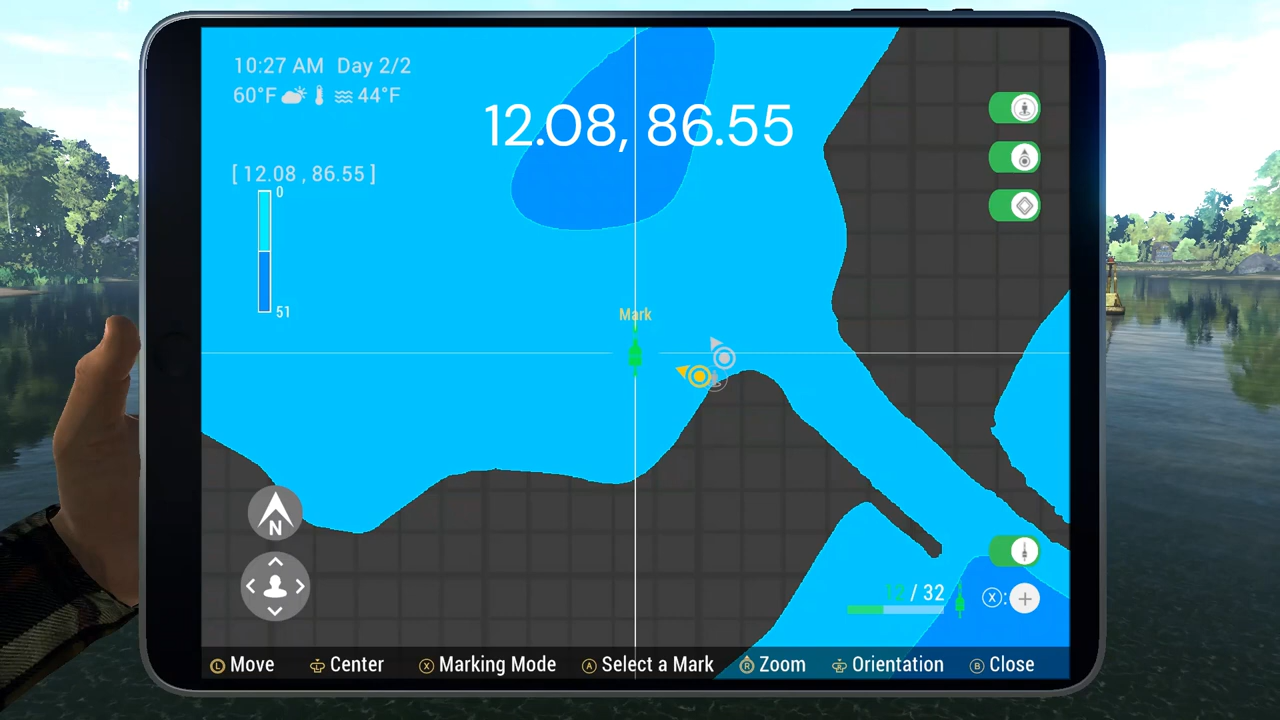 10:27 AM Day 2/2
60°F 44°F
12.08, 86.55
[ 12.08 , 86.55 ]
0
51
Mark
N
12 / 32
X :
L Move Center X Marking Mode A Select a Mark R Zoom Orientation B Close